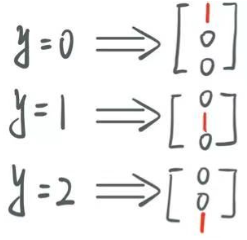 y=0 ⟹ [1 0 0]
y=1 ⟹ [0 1 0]
y=2 ⟹ [0 0 1]